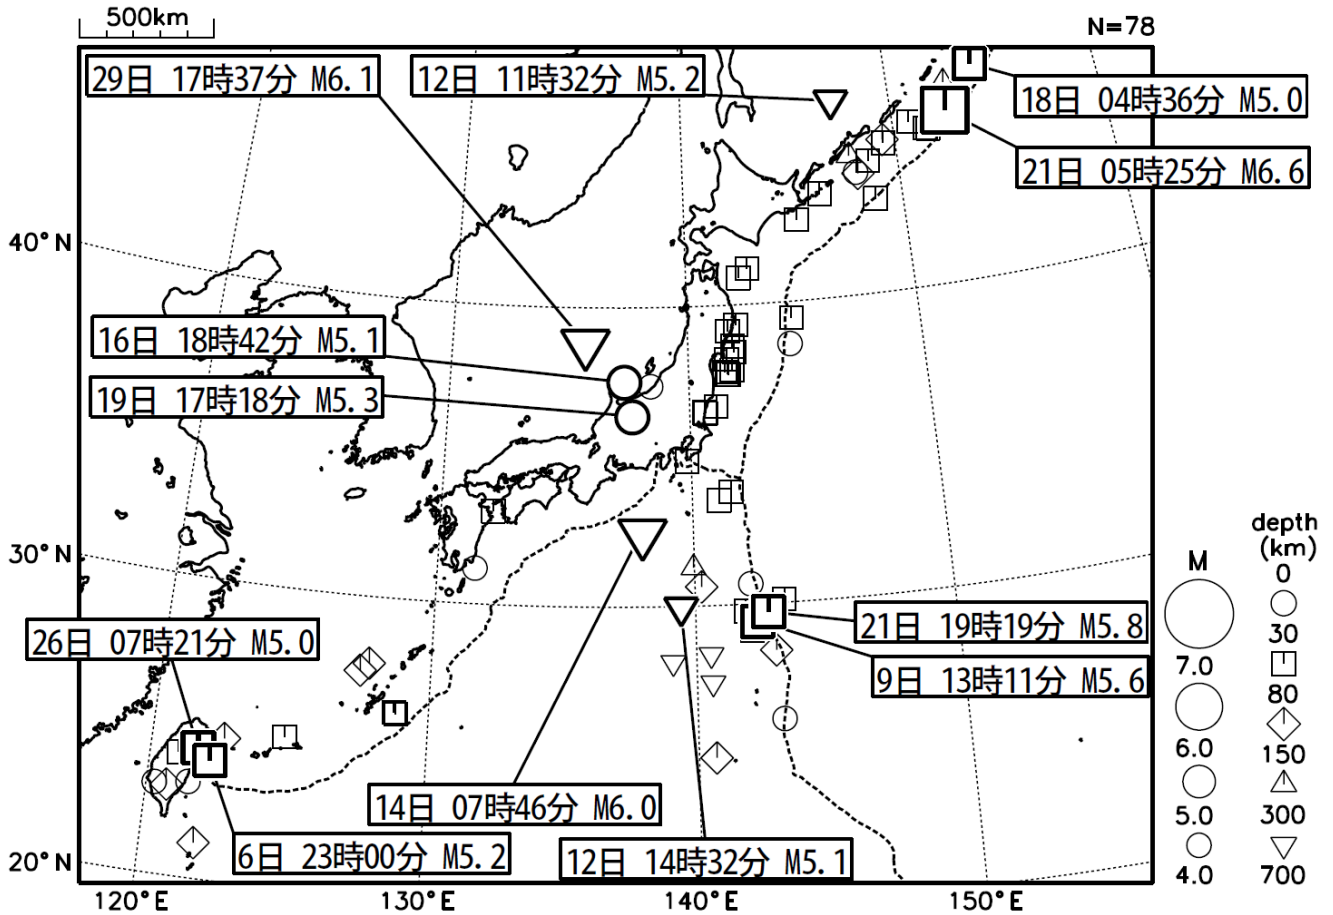 500km
N=78
29日 17時37分 M6.1
12日 11時32分 M5.2
18日 04時36分 M5.0
21日 05時25分 M6.6
40°N
16日 18時42分 M5.1
19日 17時18分 M5.3
30°N
26日 07時21分 M5.0
21日 19時19分 M5.8
9日 13時11分 M5.6
14日 07時46分 M6.0
6日 23時00分 M5.2
12日 14時32分 M5.1
20°N
120°E
130°E
140°E
150°E
M
7.0
6.0
5.0
4.0
depth
(km)
0
30
80
150
300
700